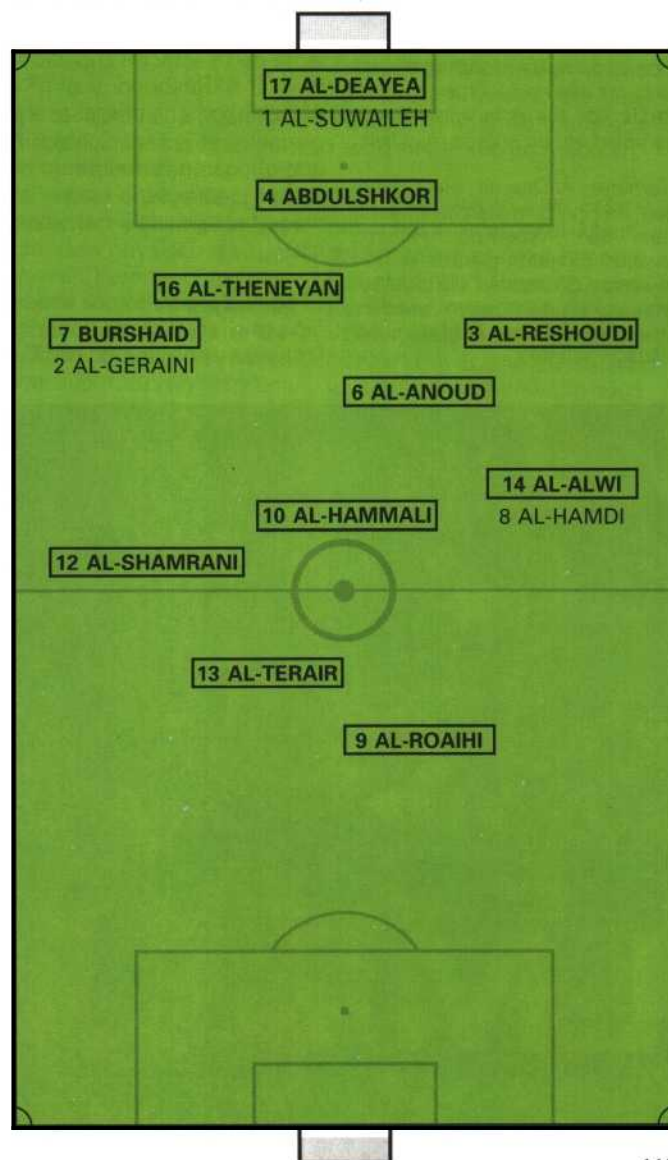 17 AL-DEAYEA
1 AL-SUWAILEH
4 ABDULSHKOR
16 AL-THENEYAN
7 BURSHAID
2 AL-GERAINI
3 AL-RESHOUDI
6 AL-ANOUD
14 AL-ALWI
8 AL-HAMDI
10 AL-HAMMALI
12 AL-SHAMRANI
13 AL-TERAIR
9 AL-ROAIHI